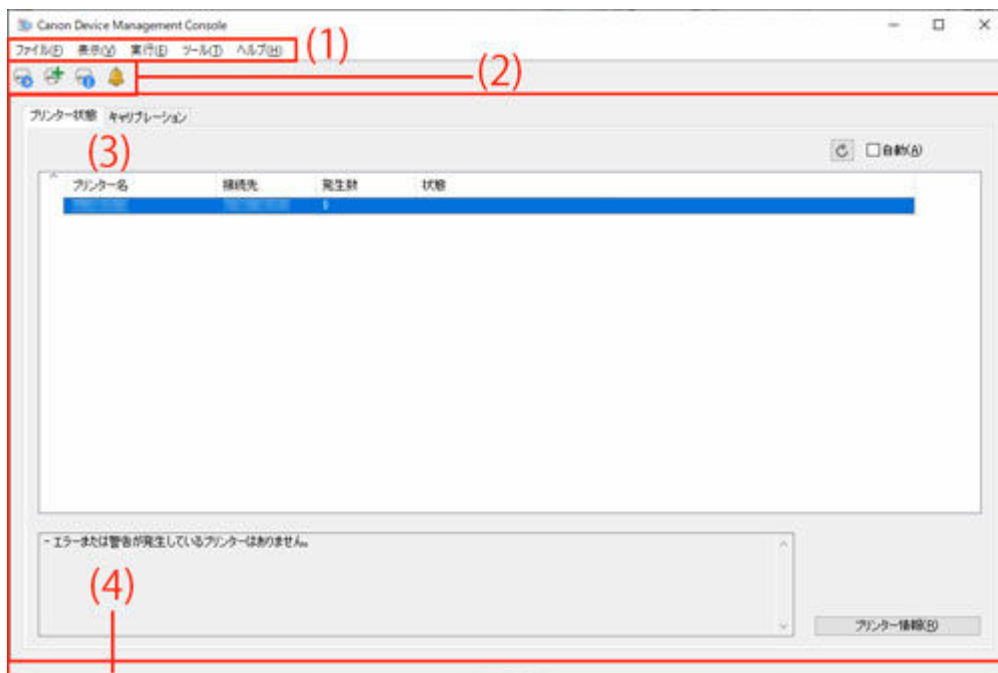 Canon Device Management Console
ファイル(F) 表示(V) 実行(E) ツール(T) ヘルプ(H) (1)
(2)
プリンター状態 キャリブレーション
(3)
自動(A)
プリンター名 接続先 発生数 状態
- エラーまたは警告が発生しているプリンターはありません。
(4)
プリンター情報(R)